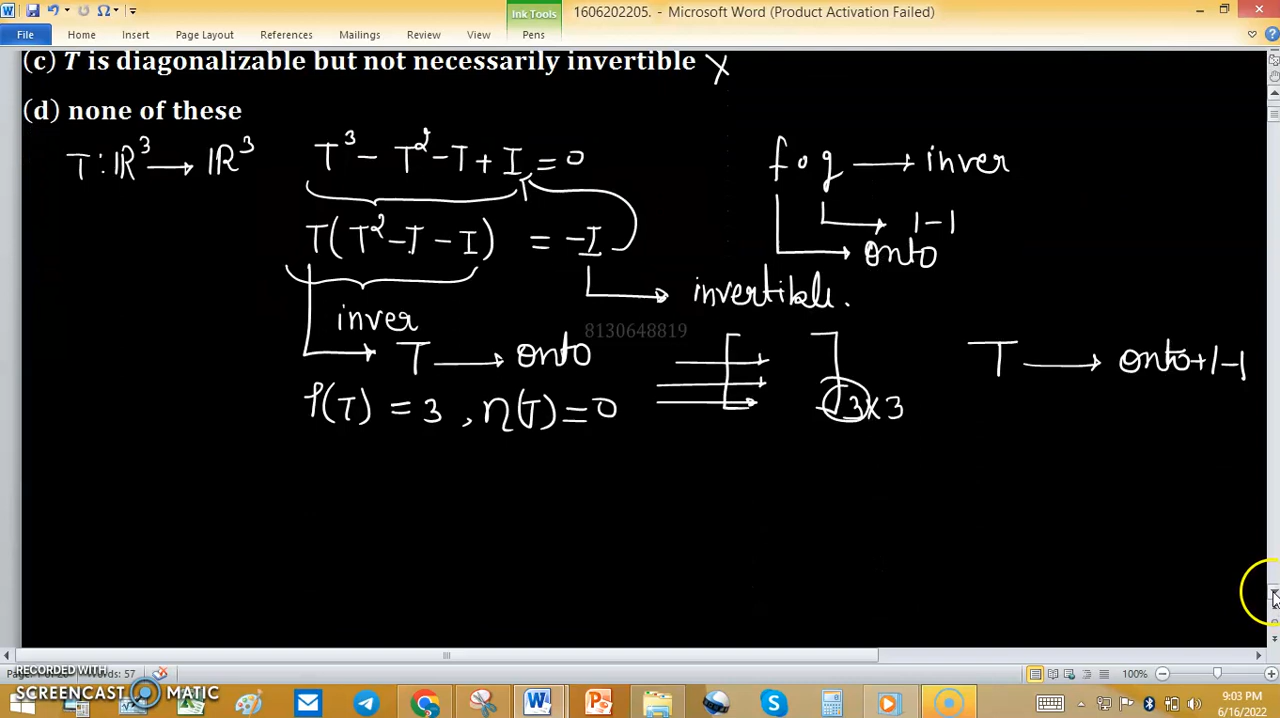 1606202205. - Microsoft Word (Product Activation Failed)
Ink Tools
File Home Insert Page Layout References Mailings Review View Pens
(c) T is diagonalizable but not necessarily invertible X
(d) none of these
T : ℝ³ → ℝ³
T³ - T² - T + I = 0
T(T² - T - I) = -I
inver
invertible.
fog → inver
1-1
onto
8130648819
T → onto
ρ(T) = 3 , η(T) = 0
[ ] 3×3
T → onto+1-1
RECORDED WITH
SCREENCAST MATIC
Words: 57
100%
9:03 PM
6/16/2022